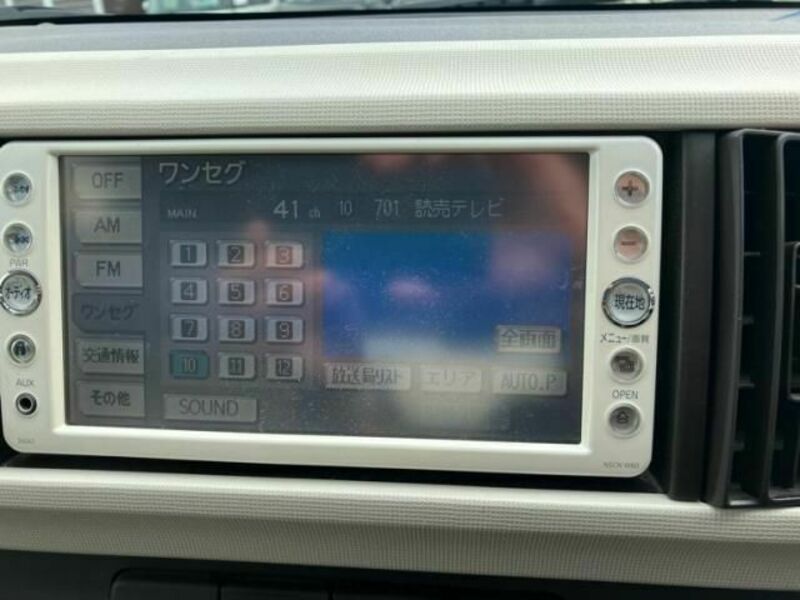 OFF
ワンセグ
MAIN 41 ch 10 701 読売テレビ
AM
FM
ワンセグ
交通情報
その他
1 2 3
4 5 6
7 8 9
10 11 12
SOUND
全画面
放送局リスト エリア AUTO.P
PAR
オーディオ
AUX
現在地
メニュー/画質
OPEN